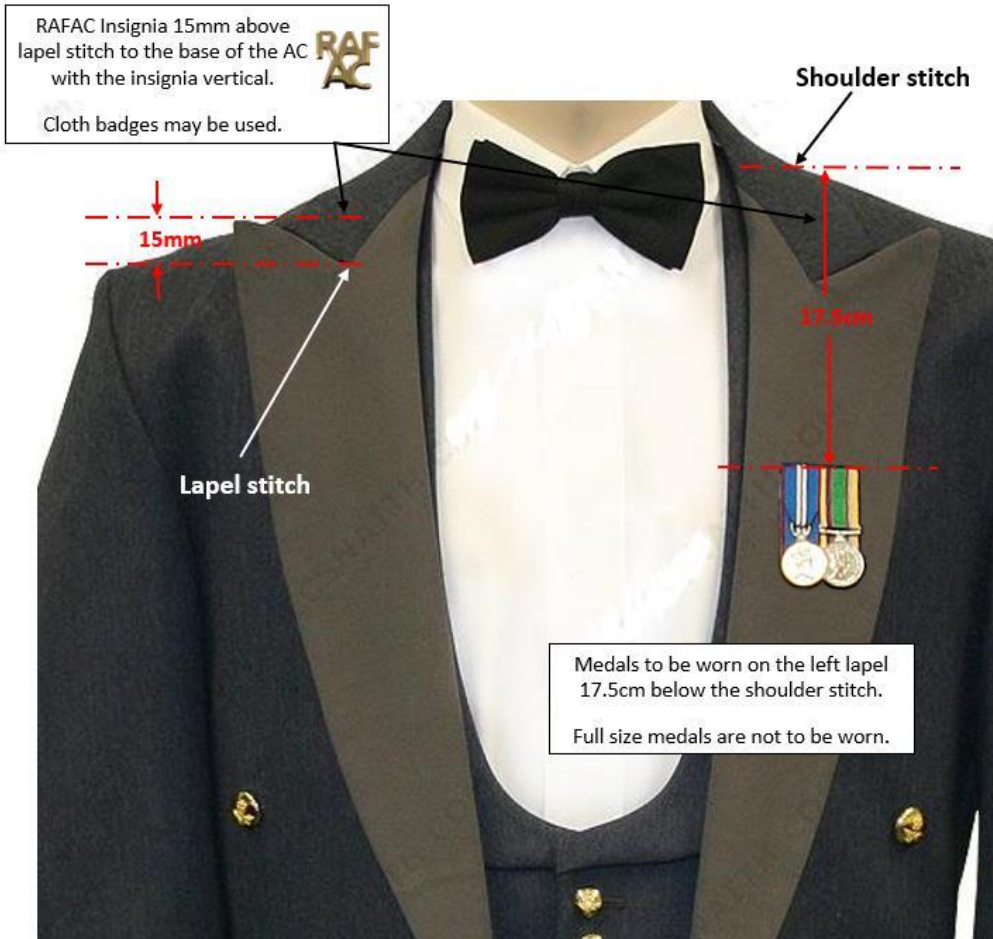 RAFAC Insignia 15mm above
lapel stitch to the base of the AC
with the insignia vertical.
Cloth badges may be used.
RAF
AC
Shoulder stitch
15mm
17.5cm
Lapel stitch
Medals to be worn on the left lapel
17.5cm below the shoulder stitch.
Full size medals are not to be worn.